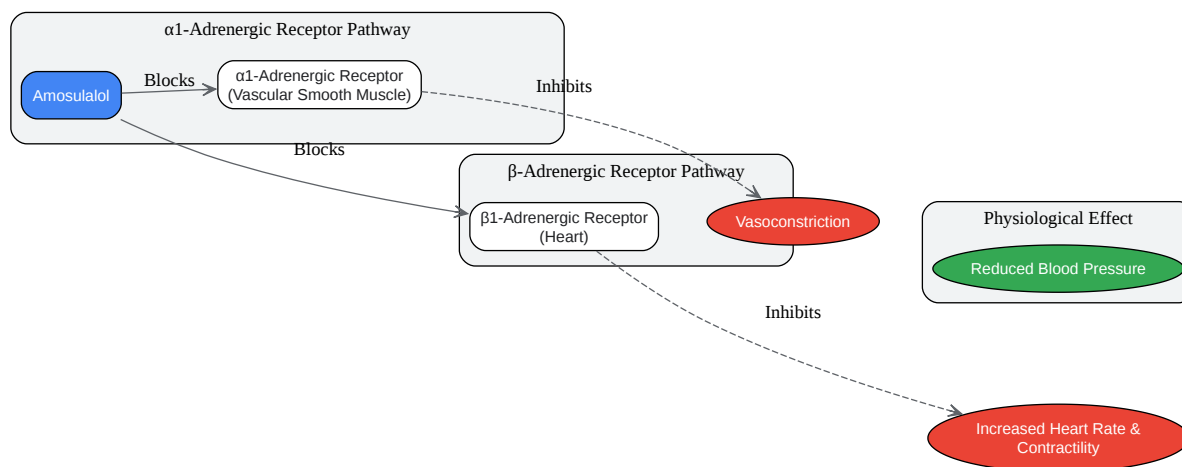 α1-Adrenergic Receptor Pathway
Amosulalol
Blocks
α1-Adrenergic Receptor
(Vascular Smooth Muscle)
Inhibits
Blocks
β-Adrenergic Receptor Pathway
β1-Adrenergic Receptor
(Heart)
Vasoconstriction
Physiological Effect
Reduced Blood Pressure
Inhibits
Increased Heart Rate &
Contractility